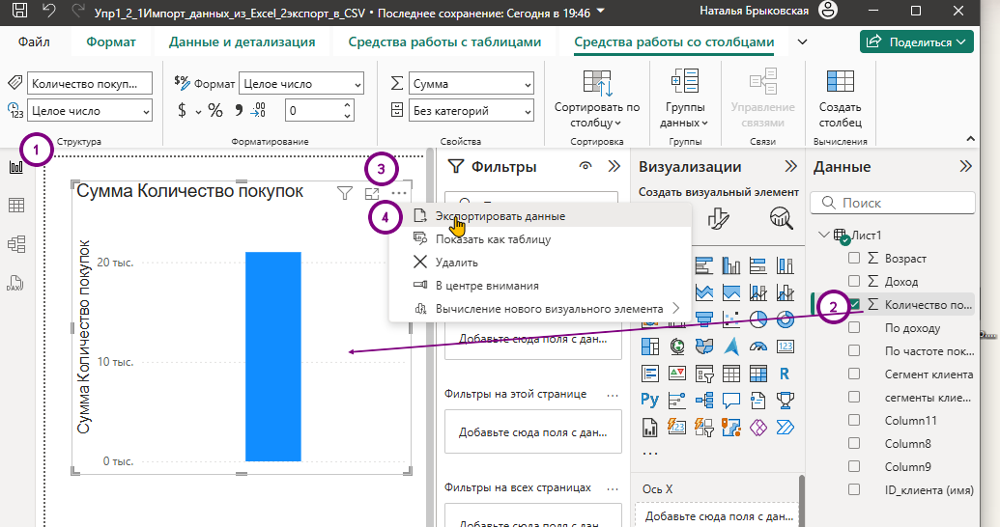 Упр1_2_1Импорт_данных_из_Excel_2экспорт_в_CSV • Последнее сохранение: Сегодня в 19:46
Наталья Брыковская
Файл Формат Данные и детализация Средства работы с таблицами Средства работы со столбцами Поделиться
Количество покуп... Формат Целое число Сумма
123 Целое число $ % 9 .00 0 Без категорий
Сортировать по столбцу
Группы данных
Управление связями
Создать столбец
Структура Форматирование Свойства Сортировка Группы Связи Вычисления
1
3
Фильтры
Визуализации
Данные
Сумма Количество покупок
Создать визуальный элемент
Поиск
4
Экспортировать данные
Показать как таблицу
Удалить
В центре внимания
Вычисление нового визуального элемента
Сумма Количество покупок
20 тыс.
10 тыс.
0 тыс.
Добавьте сюда поля с дан...
Фильтры на этой странице ...
Добавьте сюда поля с дан...
Фильтры на всех страницах ...
Добавьте сюда поля с дан...
123
R
Py
123
...
Ось X
Добавьте сюда поля с дан...
Лист1
Возраст
Доход
2
Количество по...
По доходу
По частоте пок...
Сегмент клиента
сегменты клие...
Column11
Column8
Column9
ID_клиента (имя)
DAX